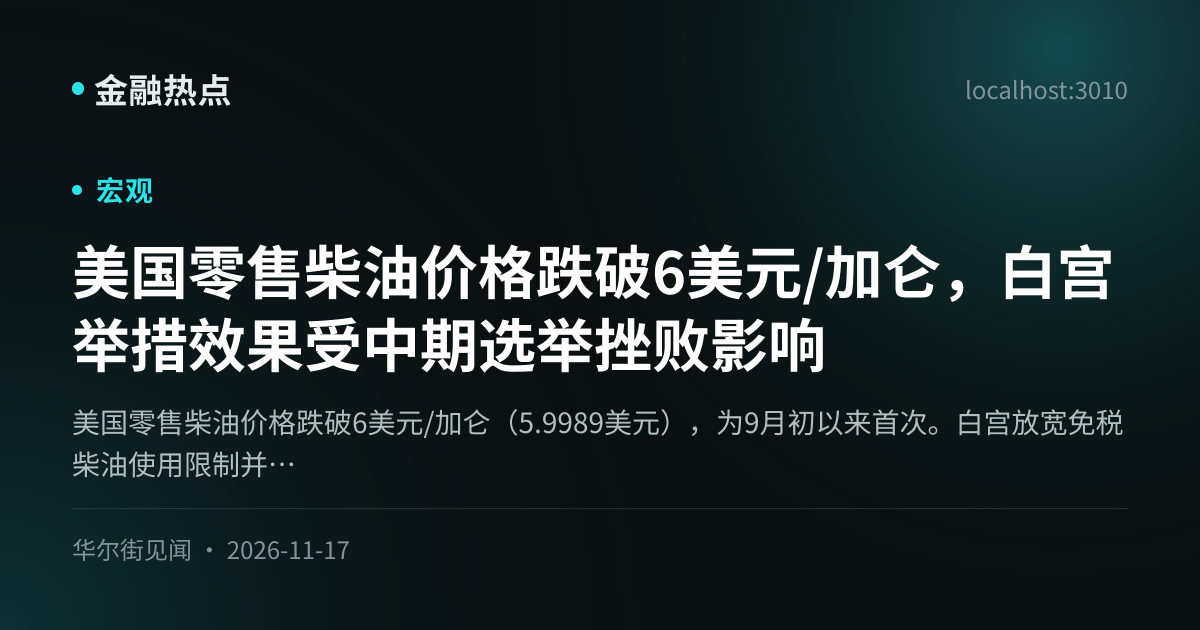 金融热点
localhost:3010
宏观
美国零售柴油价格跌破6美元/加仑，白宫
举措效果受中期选举挫败影响
美国零售柴油价格跌破6美元/加仑（5.9989美元），为9月初以来首次。白宫放宽免税
柴油使用限制并…
华尔街见闻 · 2026-11-17